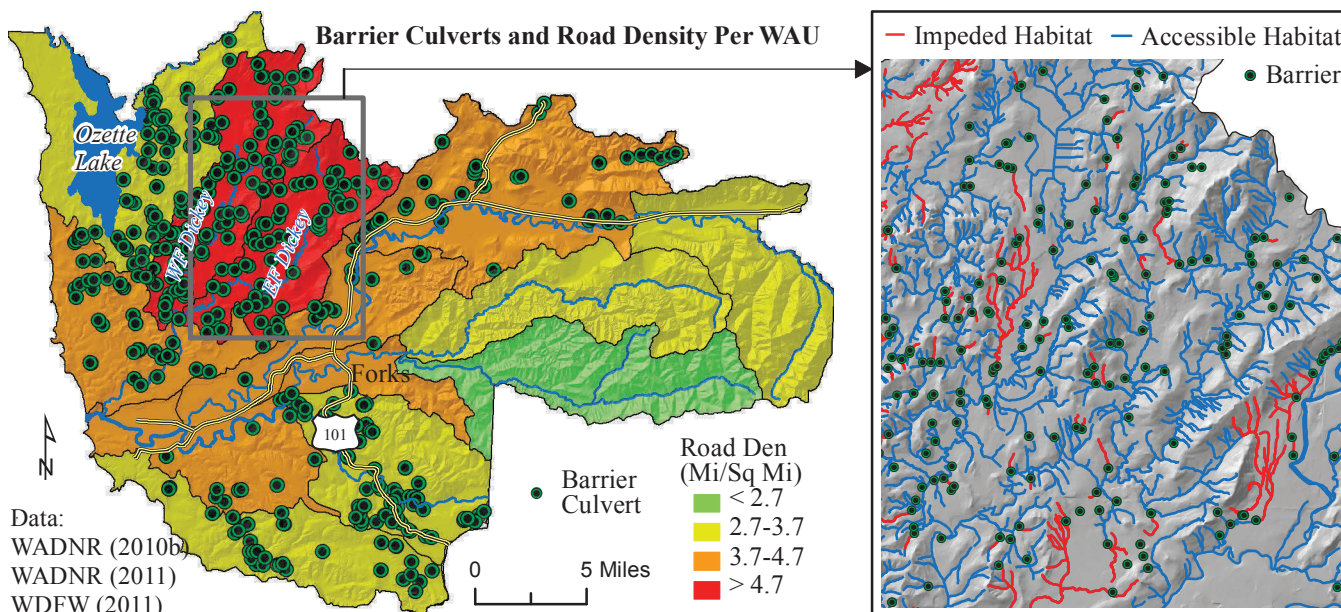 Barrier Culverts and Road Density Per WAU
Ozette
Lake
WF Dickey
EF Dickey
Forks
101
N
Data:
WADNR (2010b)
WADNR (2011)
WDFW (2011)
0 5 Miles
Barrier
Culvert
Road Den
(Mi/Sq Mi)
< 2.7
2.7-3.7
3.7-4.7
> 4.7
Impeded Habitat Accessible Habitat
Barrier